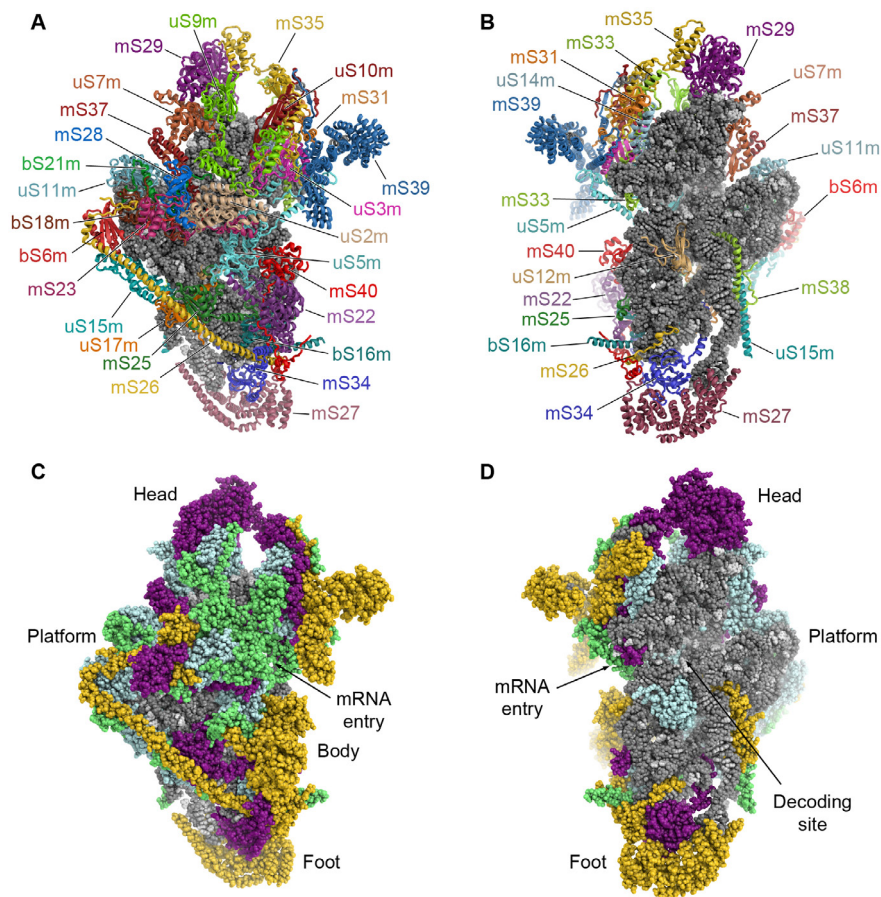 A
uS9m
mS35
mS29
uS10m
uS7m
mS31
mS37
mS28
bS21m
mS39
uS11m
uS3m
bS18m
uS2m
bS6m
uS5m
mS23
mS40
uS15m
mS22
uS17m
mS25
bS16m
mS26
mS34
mS27
B
mS35
mS29
mS33
mS31
uS14m
uS7m
mS39
mS37
uS11m
mS33
bS6m
uS5m
mS40
uS12m
mS38
mS22
mS25
bS16m
uS15m
mS26
mS34
mS27
C
Head
Platform
mRNA
entry
Body
Foot
D
Head
Platform
mRNA
entry
Decoding
site
Foot